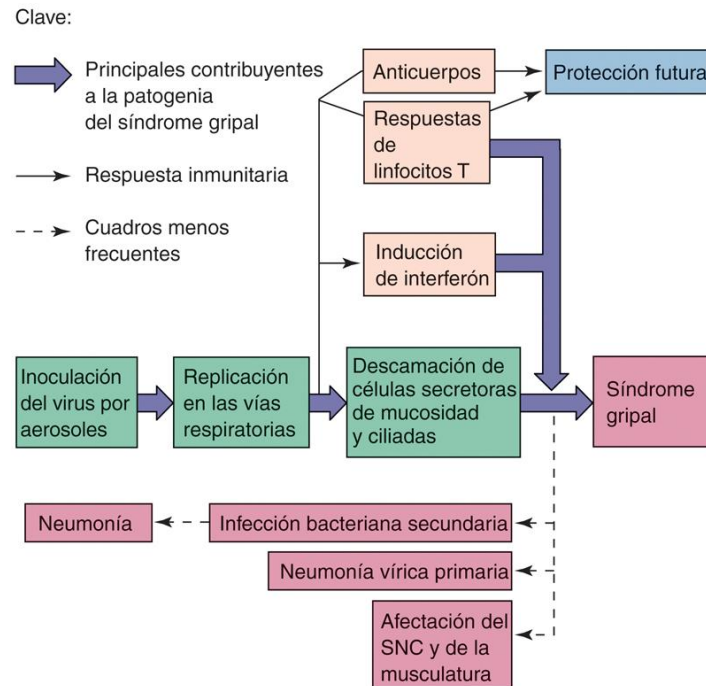 Clave:
Principales contribuyentes
a la patogenia
del síndrome gripal
Respuesta inmunitaria
Cuadros menos
frecuentes
Anticuerpos
Protección futura
Respuestas
de
linfocitos T
Inducción
de interferón
Inoculación
del virus por
aerosoles
Replicación
en las vías
respiratorias
Descamación de
células secretoras
de mucosidad
y ciliadas
Síndrome
gripal
Neumonía
Infección bacteriana secundaria
Neumonía vírica primaria
Afectación del
SNC y de la
musculatura